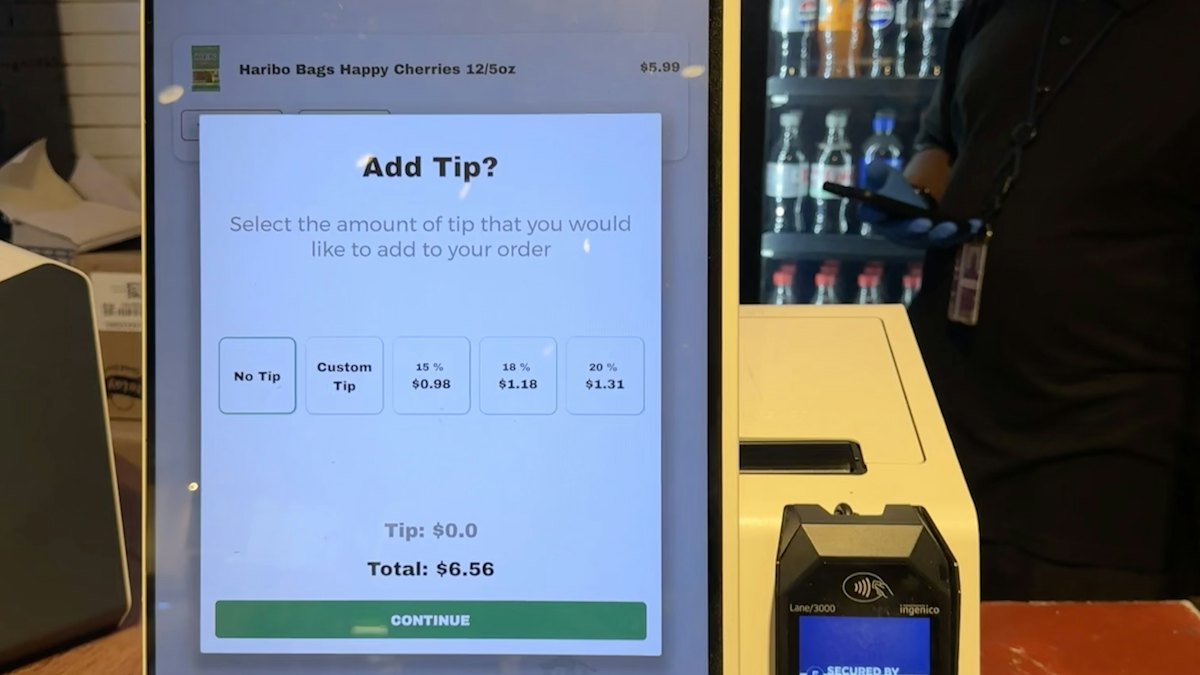 Haribo Bags Happy Cherries 12/5oz
$5.99
Add Tip?
Select the amount of tip that you would
like to add to your order
No Tip
Custom
Tip
15 %
$0.98
18 %
$1.18
20 %
$1.31
Tip: $0.0
Total: $6.56
CONTINUE
Lane/3000
ingenico
SECURED BY